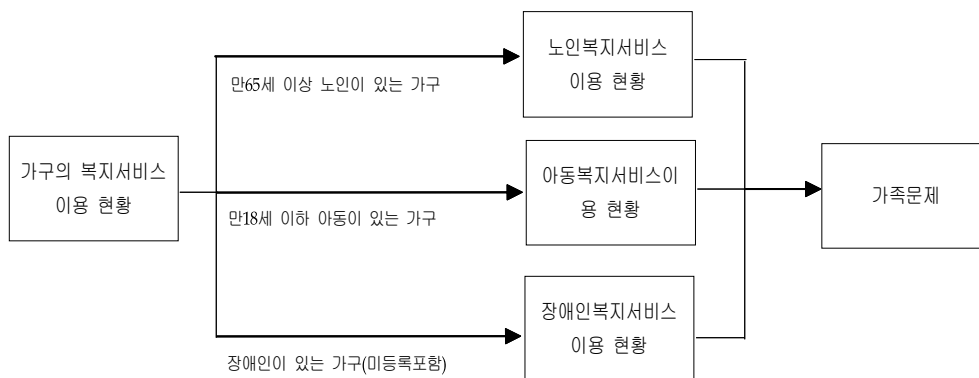 노인복지서비스
이용 현황
만65세 이상 노인이 있는 가구
가구의 복지서비스
이용 현황
아동복지서비스이
용 현황
가족문제
만18세 이하 아동이 있는 가구
장애인복지서비스
이용 현황
장애인이 있는 가구(미등록포함)